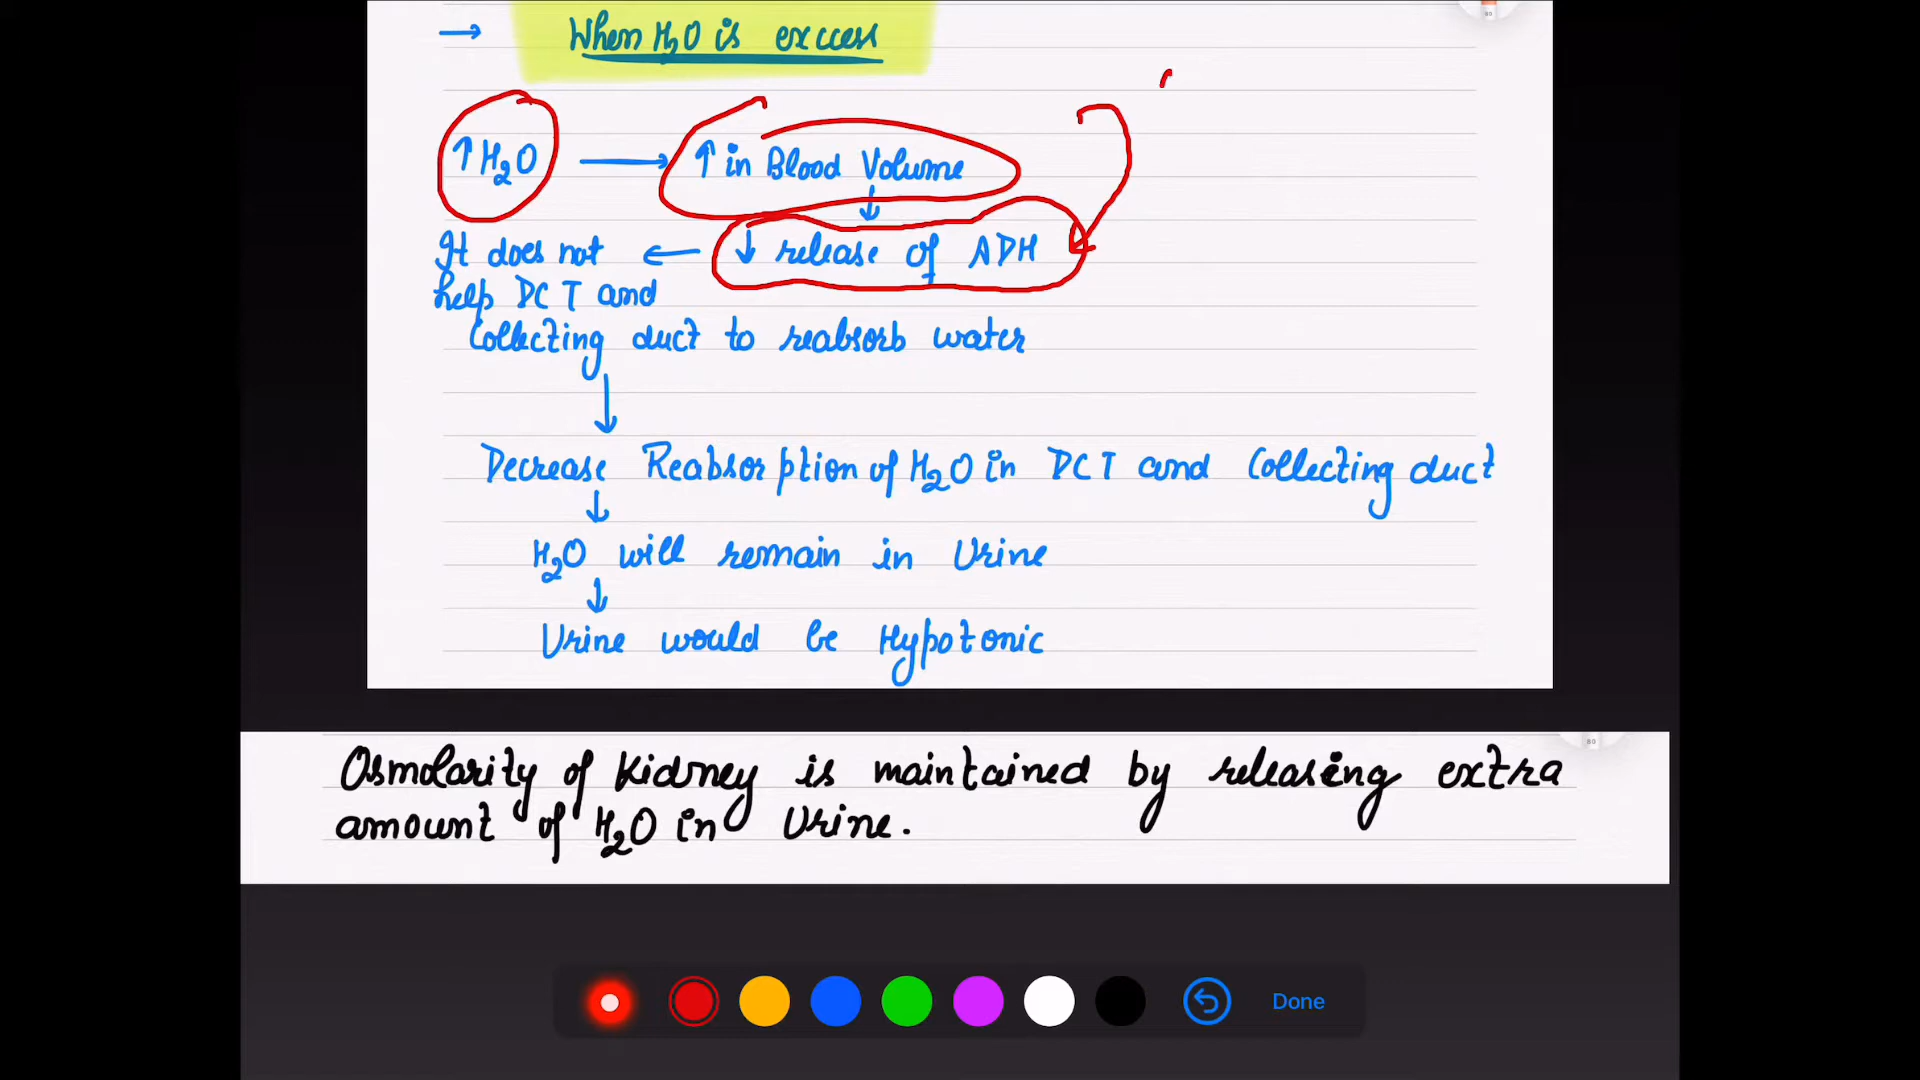 → When H2O is exccess
↑ H2O → ↑ in Blood Volume
↓
It does not ← ↓ release of ADH
help DCT and
Collecting duct to reabsorb water
↓
Decrease Reabsorption of H2O in DCT and Collecting duct
↓
H2O will remain in Urine
↓
Urine would be Hypotonic
Osmolarity of Kidney is maintained by releasing extra
amount of H2O in Urine.
Done